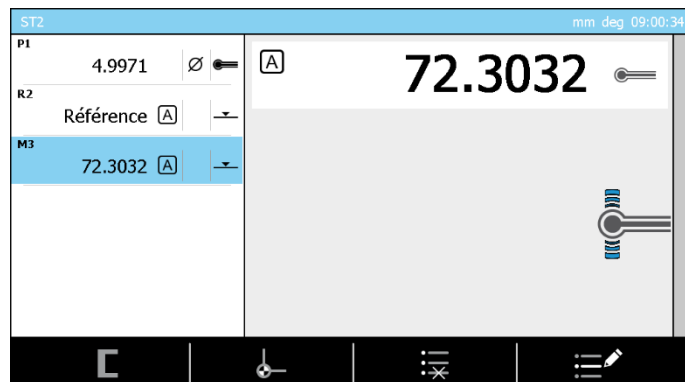 ST2 mm deg 09:00:34
P1
4.9971 Ø
R2
Référence A
M3
72.3032 A
A 72.3032